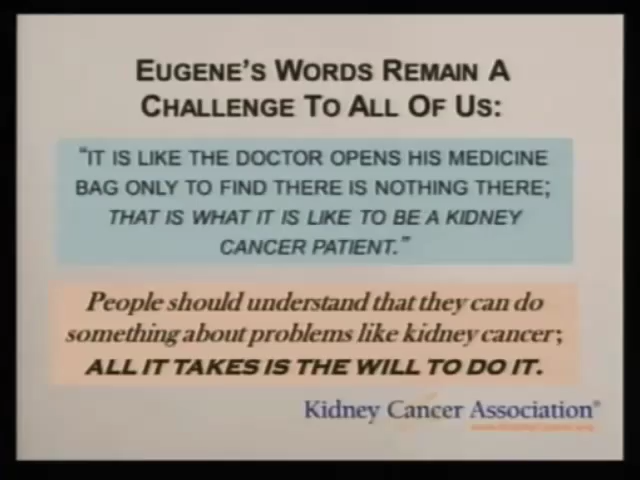 EUGENE'S WORDS REMAIN A
CHALLENGE TO ALL OF US:
"IT IS LIKE THE DOCTOR OPENS HIS MEDICINE
BAG ONLY TO FIND THERE IS NOTHING THERE;
THAT IS WHAT IT IS LIKE TO BE A KIDNEY
CANCER PATIENT."
People should understand that they can do
something about problems like kidney cancer;
ALL IT TAKES IS THE WILL TO DO IT.
Kidney Cancer Association®